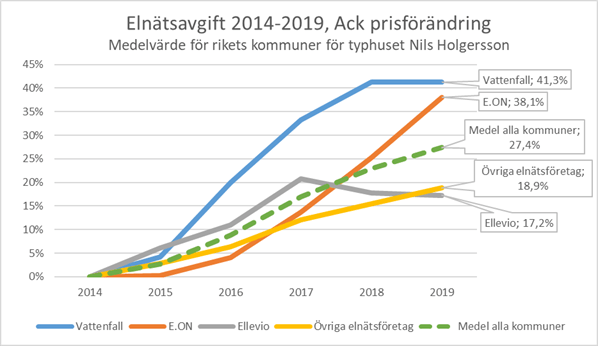 Elnätsavgift 2014-2019, Ack prisförändring
Medelvärde för rikets kommuner för typhuset Nils Holgersson
45%
40%
35%
30%
25%
20%
15%
10%
5%
0%
2014 2015 2016 2017 2018 2019
Vattenfall; 41,3%
E.ON; 38,1%
Medel alla kommuner;
27,4%
Övriga elnätsföretag;
18,9%
Ellevio; 17,2%
Vattenfall E.ON Ellevio Övriga elnätsföretag Medel alla kommuner